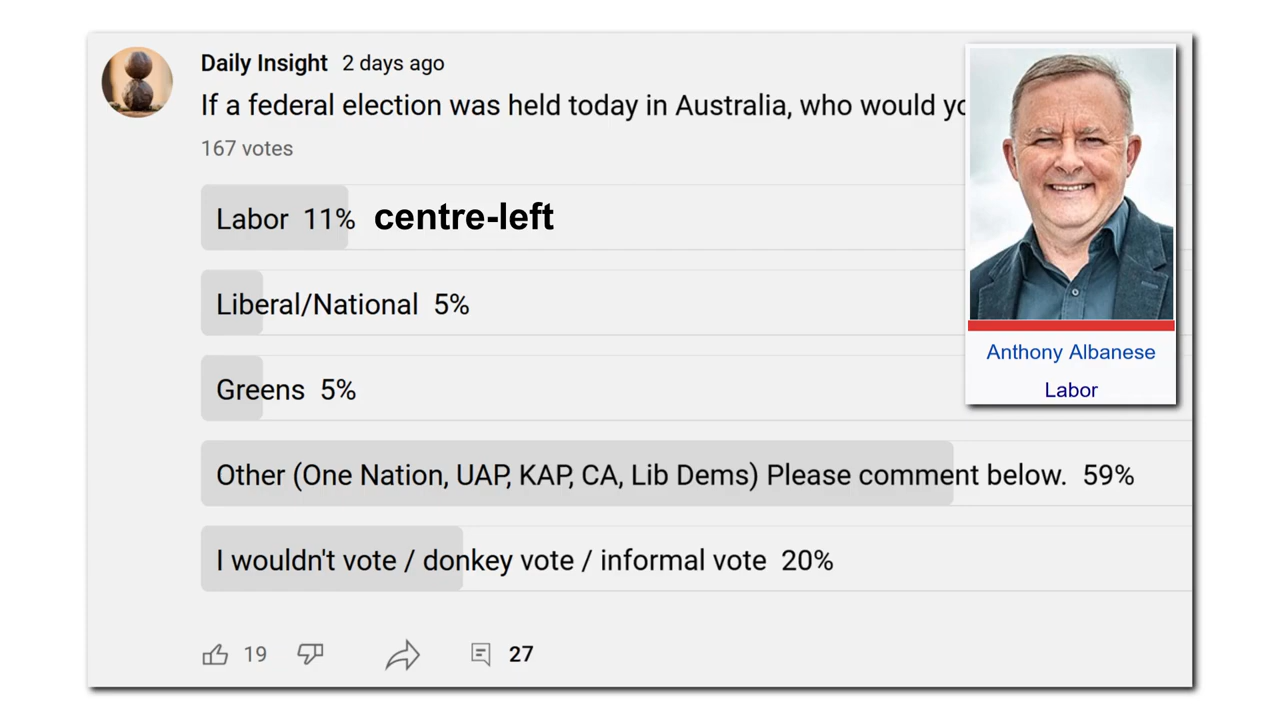 Daily Insight 2 days ago
If a federal election was held today in Australia, who would
167 votes
Labor 11% centre-left
Liberal/National 5%
Greens 5%
Other (One Nation, UAP, KAP, CA, Lib Dems) Please comment below. 59%
I wouldn't vote / donkey vote / informal vote 20%
19 27
Anthony Albanese
Labor